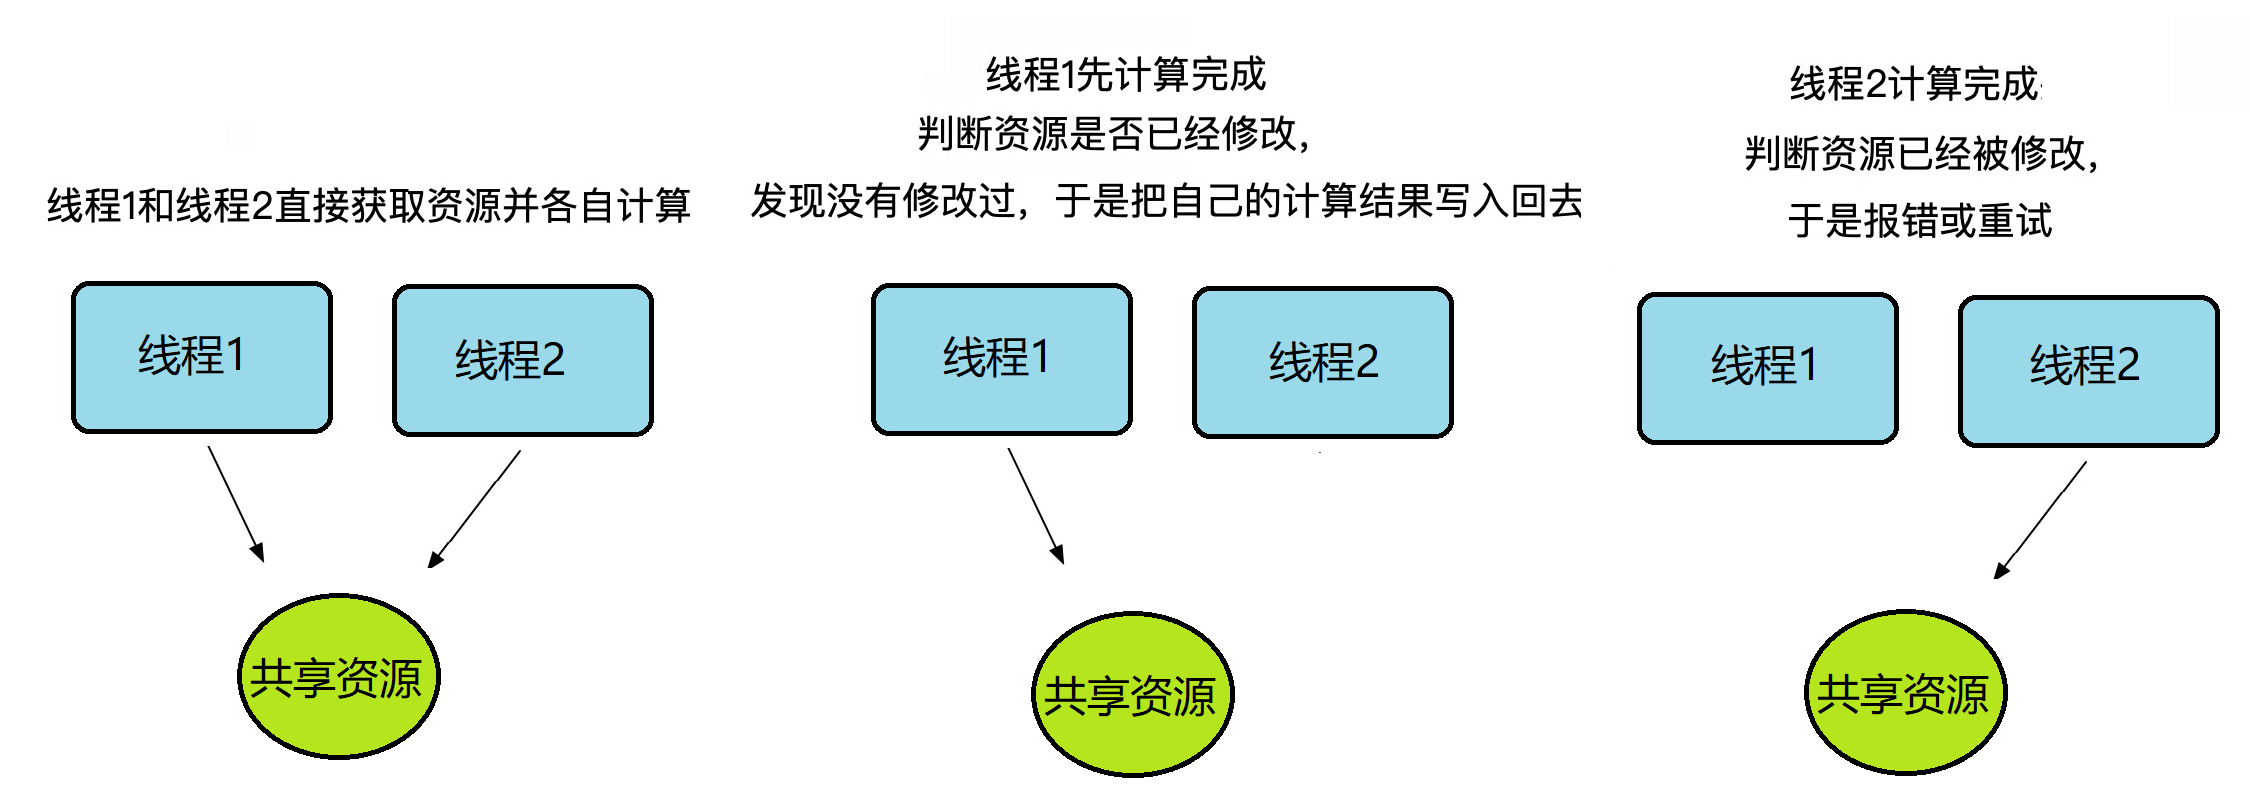 线程1和线程2直接获取资源并各自计算
线程1
线程2
共享资源
线程1先计算完成
判断资源是否已经修改，
发现没有修改过，于是把自己的计算结果写入回去
线程1
线程2
共享资源
线程2计算完成
判断资源已经被修改，
于是报错或重试
线程1
线程2
共享资源